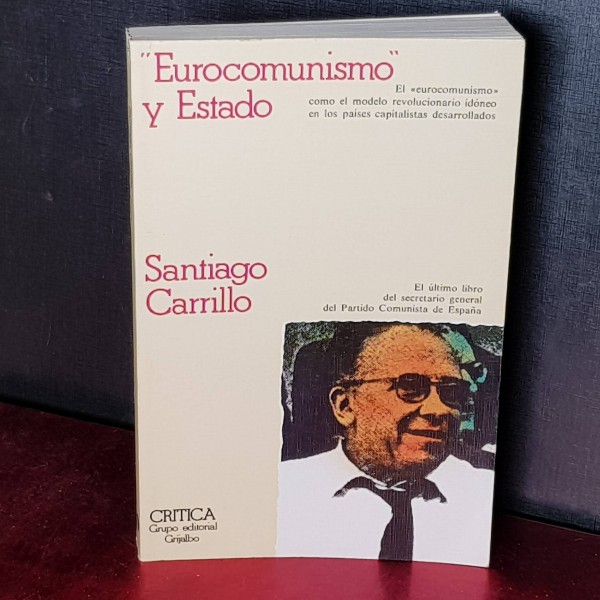 "Eurocomunismo"
y Estado
El «eurocomunismo»
como el modelo revolucionario idóneo
en los países capitalistas desarrollados
Santiago
Carrillo
El último libro
del secretario general
del Partido Comunista de España
CRITICA
Grupo editorial
Grijalbo